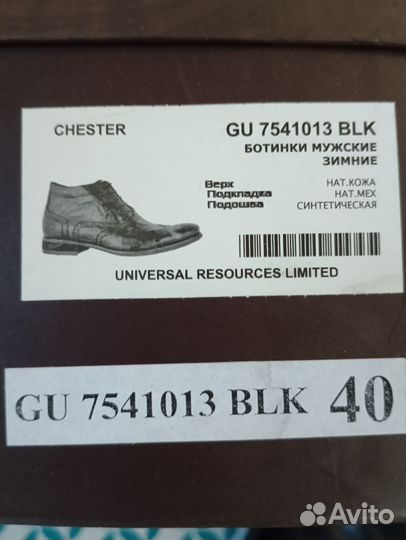 CHESTER
GU 7541013 BLK
БОТИНКИ МУЖСКИЕ
ЗИМНИЕ
Верх НАТ.КОЖА
Подкладка НАТ.МЕХ
Подошва СИНТЕТИЧЕСКАЯ
UNIVERSAL RESOURCES LIMITED
GU 7541013 BLK 40
Avito